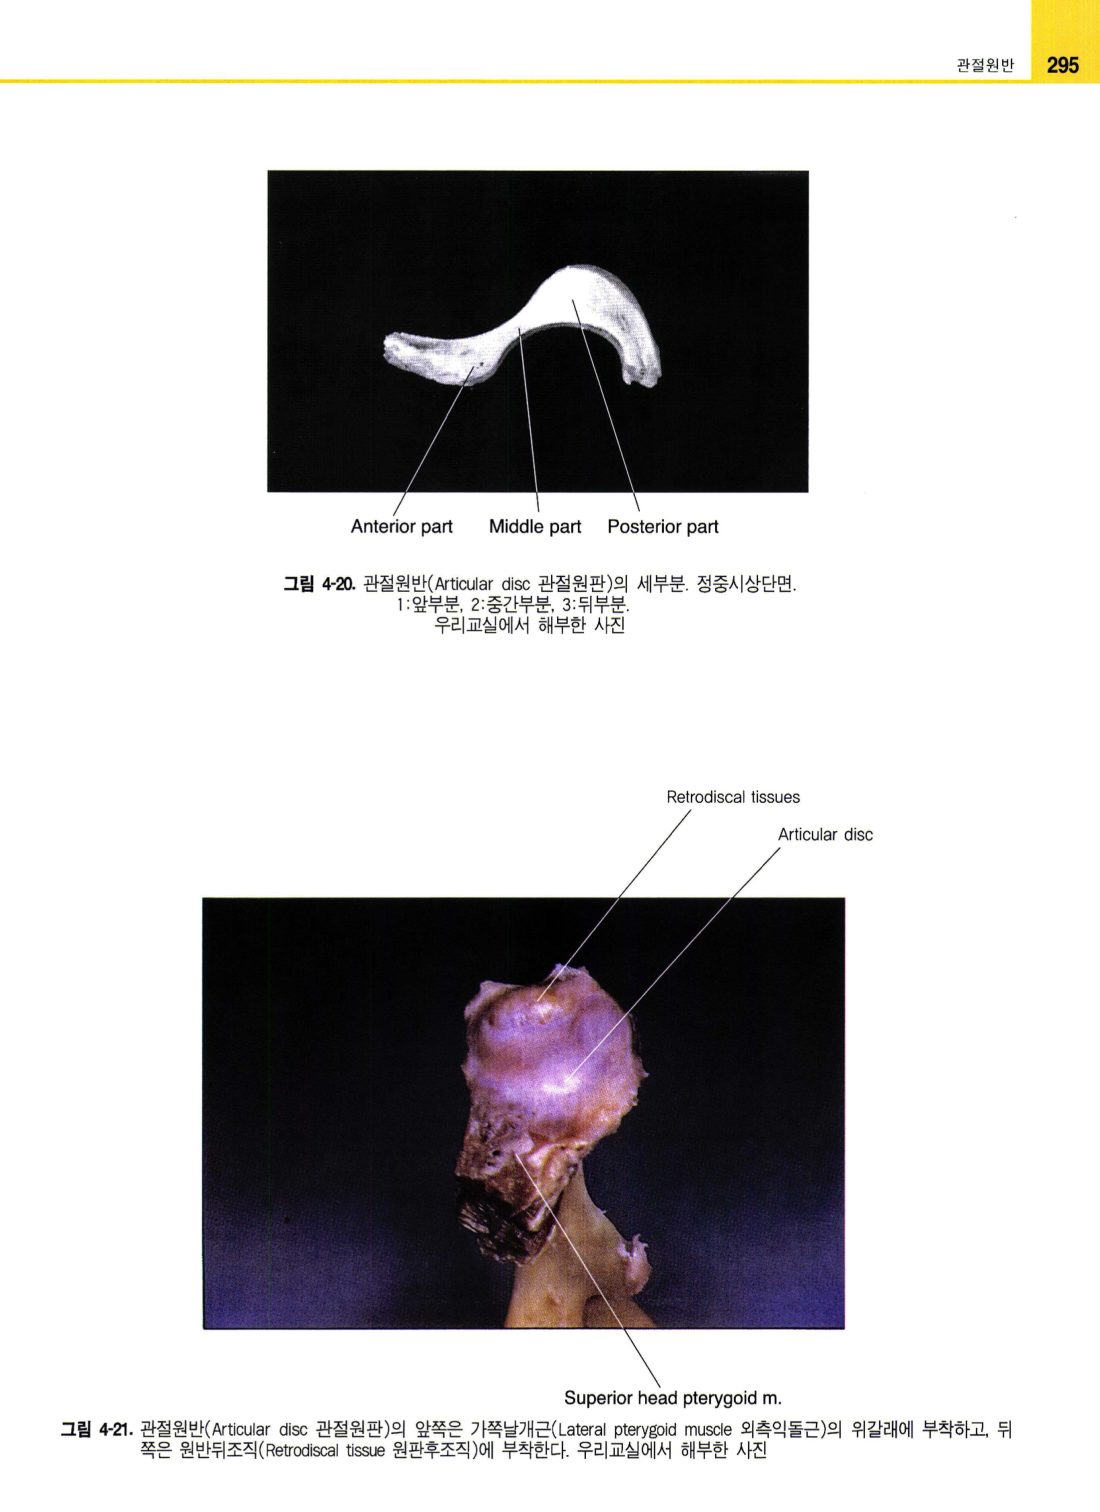 관절원반 295
Anterior part Middle part Posterior part
그림 4-20. 관절원반(Articular disc 관절원판)의 세부분. 정중시상단면.
1:앞부분, 2:중간부분, 3:뒤부분.
우리교실에서 해부한 사진
Retrodiscal tissues
Articular disc
Superior head pterygoid m.
그림 4-21. 관절원반(Articular disc 관절원판)의 앞쪽은 가쪽날개근(Lateral pterygoid muscle 외측익돌근)의 위갈래에 부착하고, 뒤
쪽은 원반뒤조직(Retrodiscal tissue 원판후조직)에 부착한다. 우리교실에서 해부한 사진